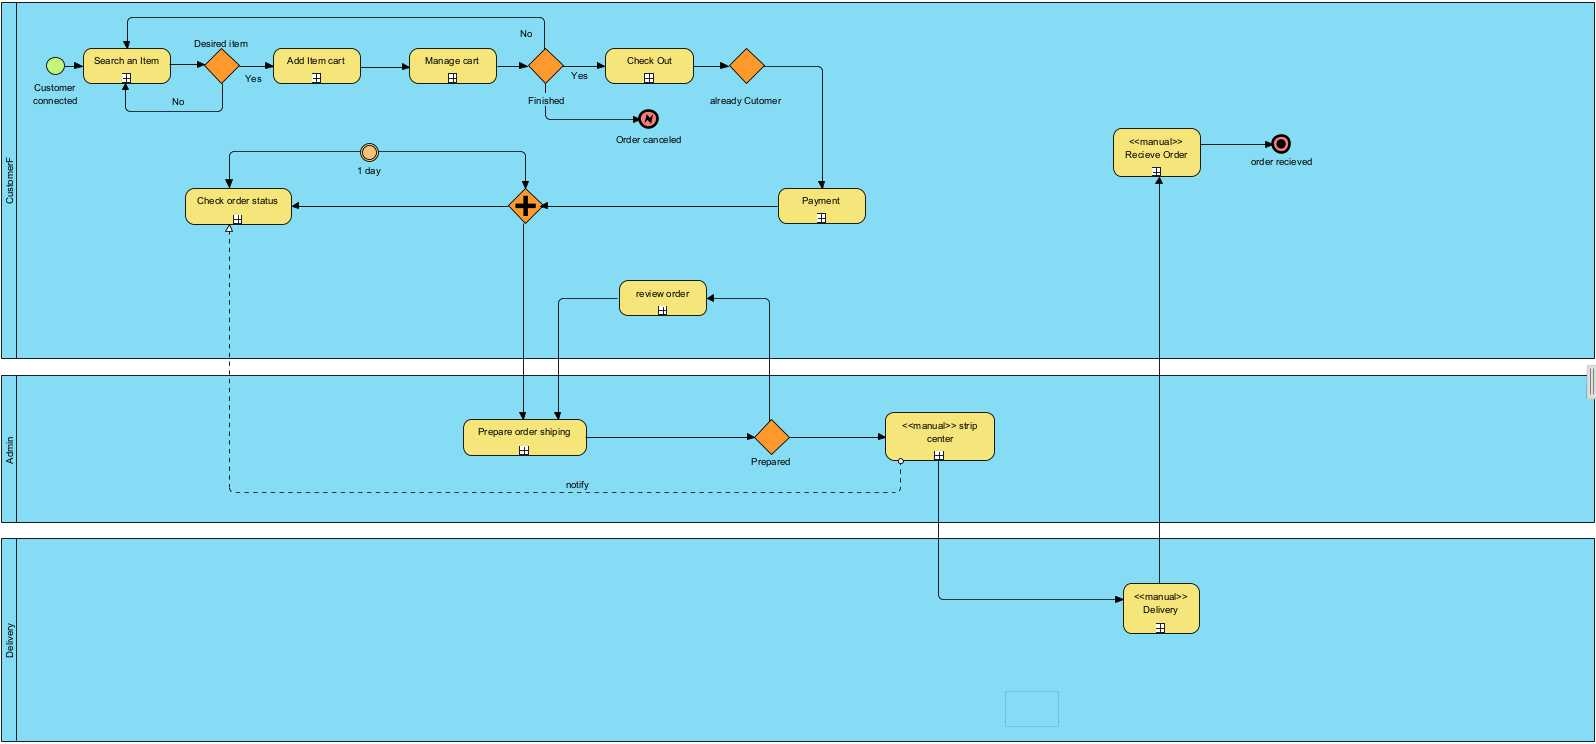 CustomerF
Customer
connected
Search an Item
Desired item
Yes
No
Add Item cart
Manage cart
No
Yes
Finished
Check Out
Order canceled
already Cutomer
1 day
Check order status
Payment
review order
<<manual>>
Recieve Order
order recieved
Admin
Prepare order shiping
Prepared
<<manual>> strip
center
notify
Delivery
<<manual>>
Delivery